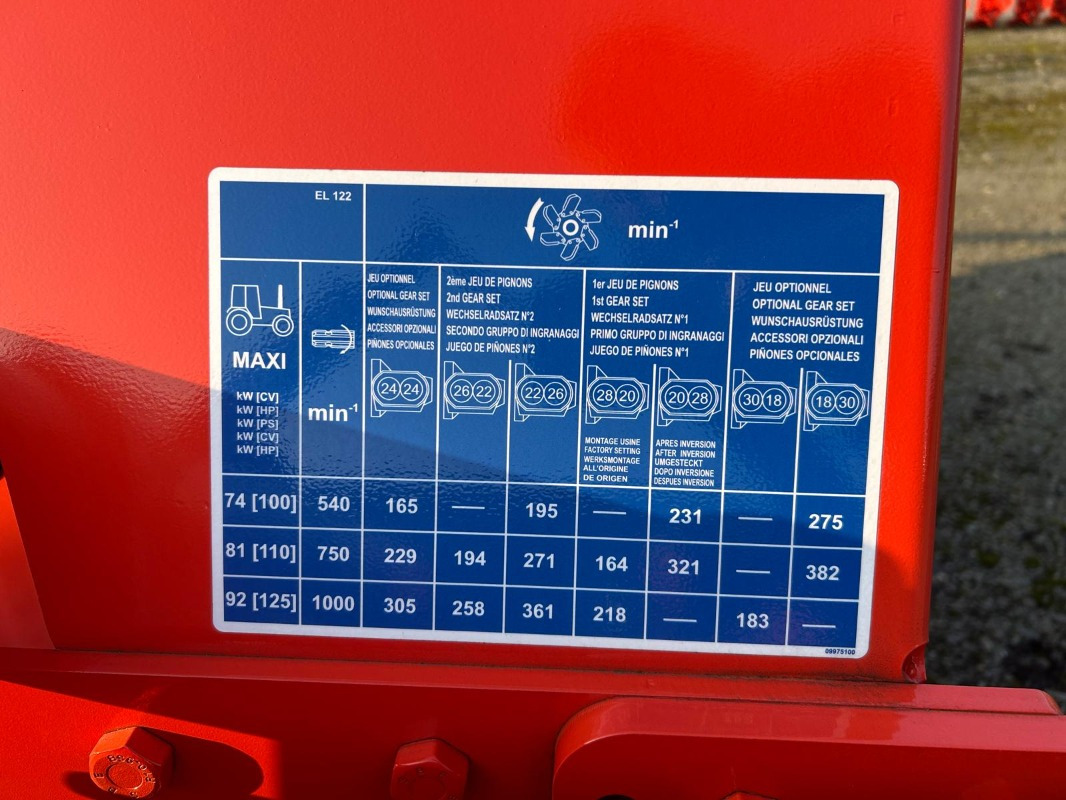 EL 122
min-1
MAXI
kW [CV]
kW [HP]
kW [PS]
kW [CV]
kW [HP]
min-1
JEU OPTIONNEL
OPTIONAL GEAR SET
WUNSCHAUSRÜSTUNG
ACCESSORI OPZIONALI
PIÑONES OPCIONALES
24 24
2ème JEU DE PIGNONS
2nd GEAR SET
WECHSELRADSATZ N°2
SECONDO GRUPPO DI INGRANAGGI
JUEGO DE PIÑONES N°2
26 22
22 26
1er JEU DE PIGNONS
1st GEAR SET
WECHSELRADSATZ N°1
PRIMO GRUPPO DI INGRANAGGI
JUEGO DE PIÑONES N°1
28 20
20 28
MONTAGE USINE
FACTORY SETTING
WERKSMONTAGE
ALL'ORIGINE
DE ORIGEN
APRES INVERSION
AFTER INVERSION
UMGESTECKT
DOPO INVERSIONE
DESPUES INVERSION
JEU OPTIONNEL
OPTIONAL GEAR SET
WUNSCHAUSRÜSTUNG
ACCESSORI OPZIONALI
PIÑONES OPCIONALES
30 18
18 30
74 [100] 540 165 — 195 — 231 — 275
81 [110] 750 229 194 271 164 321 — 382
92 [125] 1000 305 258 361 218 — 183 —
09975100